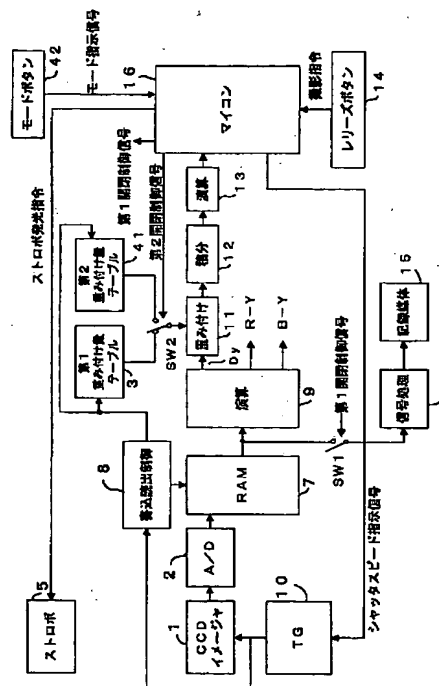 ストロボ
5
ストロボ発光指令
モードボタン
42
モード指示信号
第1
重み付け量
テーブル
3
第2
重み付け量
テーブル
41
第1開閉制御信号
第2開閉制御信号
SW2
マイコン
16
書込読出制御
8
重み付け
11
積分
12
演算
13
Dy
R-Y
B-Y
CCD
イメージャ
1
A/D
2
RAM
7
演算
9
SW1
第1開閉制御信号
撮影指令
レリーズボタン
14
TG
10
シャッタスピード指示信号
信号処理
記録媒体
15